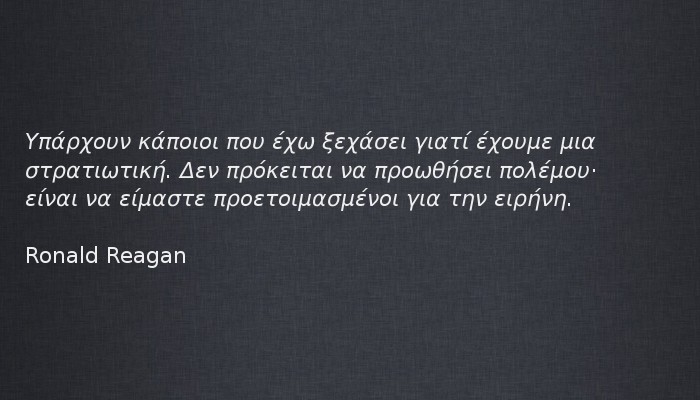 Υπάρχουν κάποιοι που έχω ξεχάσει γιατί έχουμε μια
στρατιωτική. Δεν πρόκειται να προωθήσει πολέμου·
είναι να είμαστε προετοιμασμένοι για την ειρήνη.
Ronald Reagan